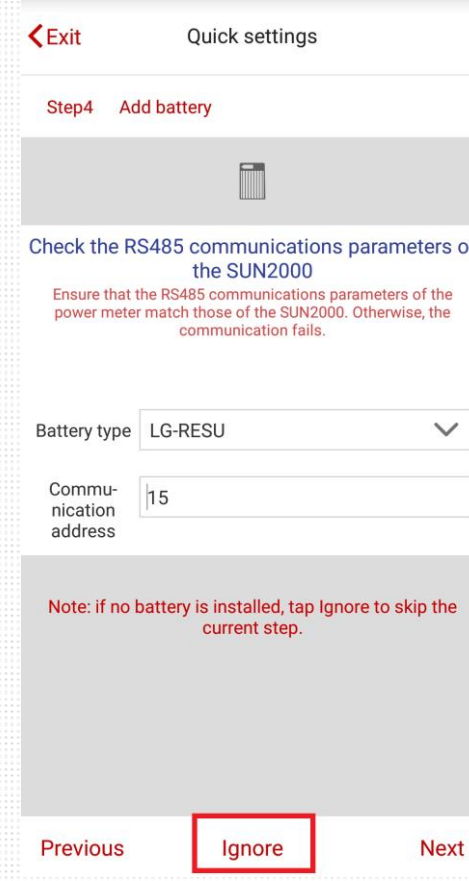 Exit
Quick settings
Step4 Add battery
Check the RS485 communications parameters o
the SUN2000
Ensure that the RS485 communications parameters of the
power meter match those of the SUN2000. Otherwise, the
communication fails.
Battery type
LG-RESU
Commu-
nication
address
15
Note: if no battery is installed, tap Ignore to skip the
current step.
Previous
Ignore
Next